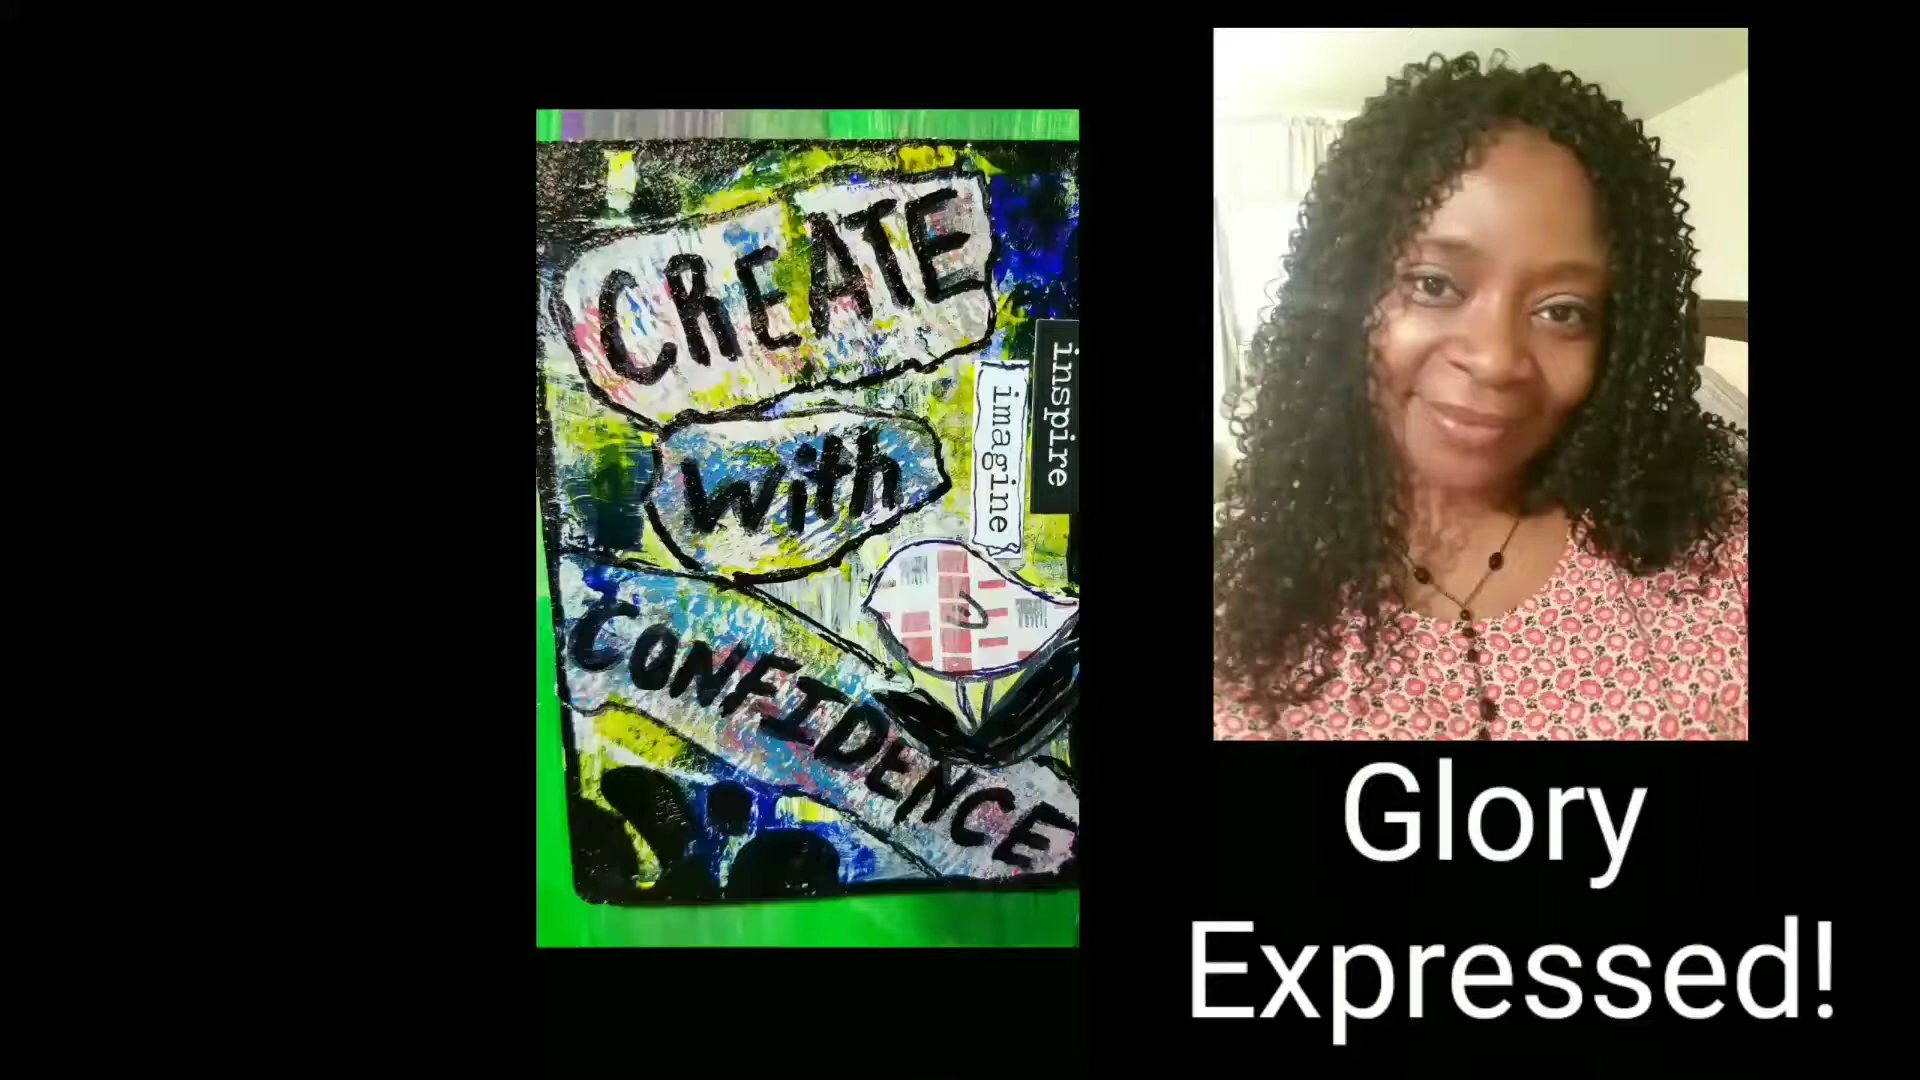 CREATE
with
CONFIDENCE
imagine
inspire
Glory
Expressed!